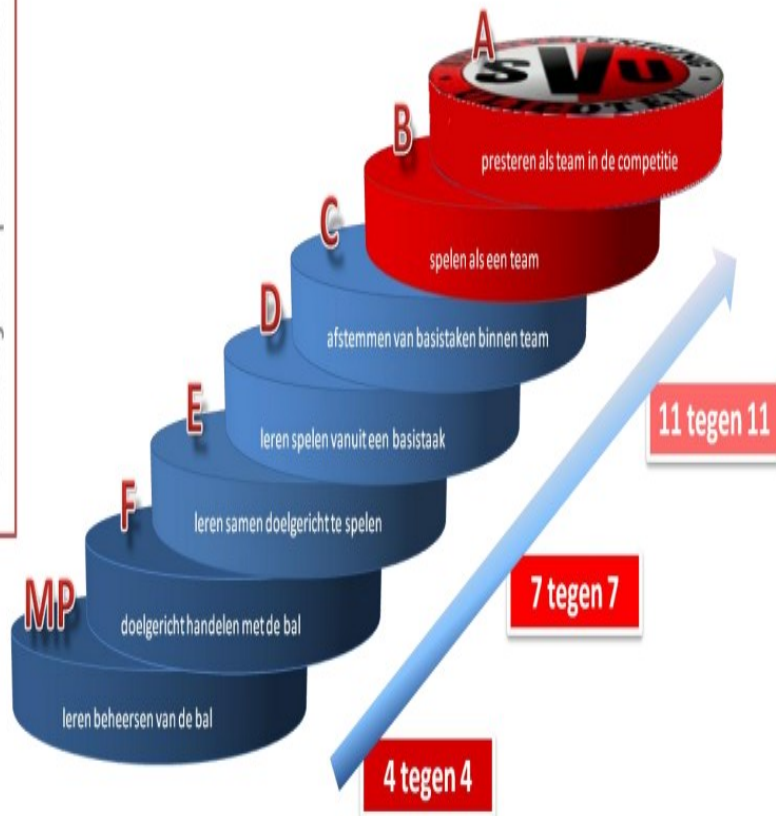 A
sVu
B
presteren als team in de competitie
C
spelen als een team
D
afstemmen van basistaken binnen team
E
leren spelen vanuit een basistaak
11 tegen 11
F
leren samen doelgericht te spelen
7 tegen 7
MP
doelgericht handelen met de bal
leren beheersen van de bal
4 tegen 4